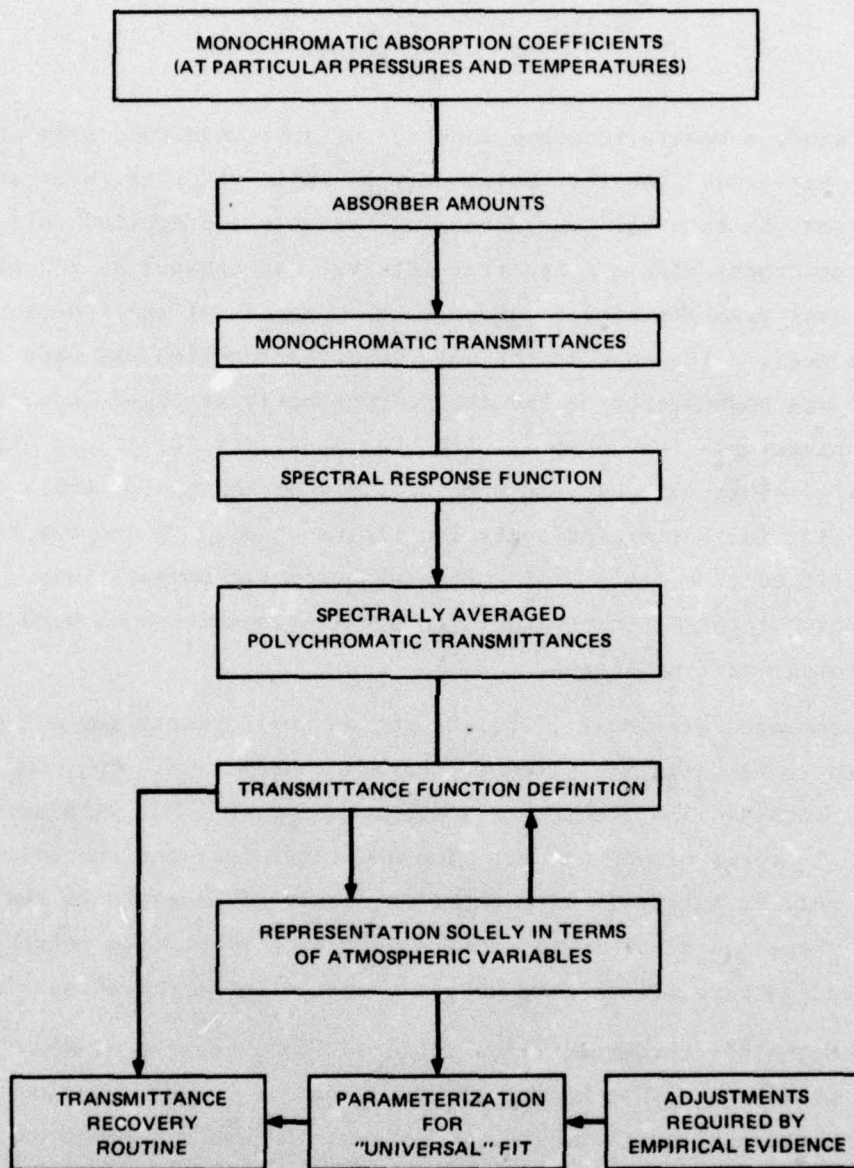 MONOCHROMATIC ABSORPTION COEFFICIENTS
(AT PARTICULAR PRESSURES AND TEMPERATURES)
ABSORBER AMOUNTS
MONOCHROMATIC TRANSMITTANCES
SPECTRAL RESPONSE FUNCTION
SPECTRALLY AVERAGED
POLYCHROMATIC TRANSMITTANCES
TRANSMITTANCE FUNCTION DEFINITION
REPRESENTATION SOLELY IN TERMS
OF ATMOSPHERIC VARIABLES
TRANSMITTANCE
RECOVERY
ROUTINE
PARAMETERIZATION
FOR
"UNIVERSAL" FIT
ADJUSTMENTS
REQUIRED BY
EMPIRICAL EVIDENCE